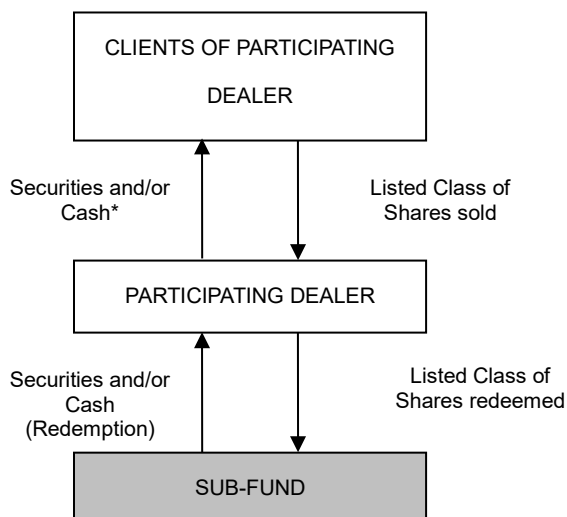 CLIENTS OF PARTICIPATING
DEALER
Securities and/or
Cash*
Listed Class of
Shares sold
PARTICIPATING DEALER
Securities and/or
Cash
(Redemption)
Listed Class of
Shares redeemed
SUB-FUND